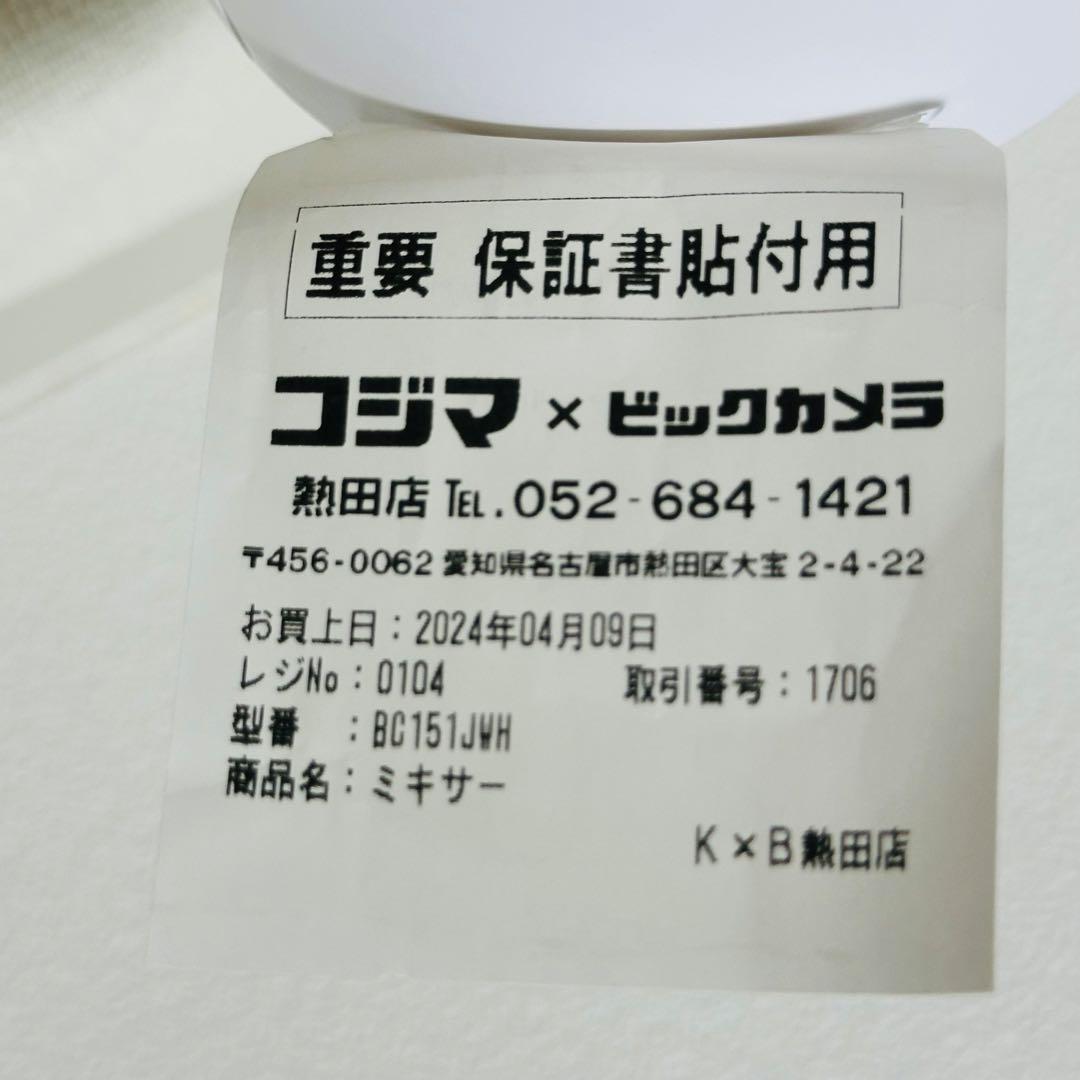 重要 保証書貼付用
コジマ×ビックカメラ
熱田店 TEL.052-684-1421
〒456-0062 愛知県名古屋市熱田区大宝2-4-22
お買上日：2024年04月09日
レジNo：0104 取引番号：1706
型番 ：BC151JWH
商品名：ミキサー
K×B熱田店